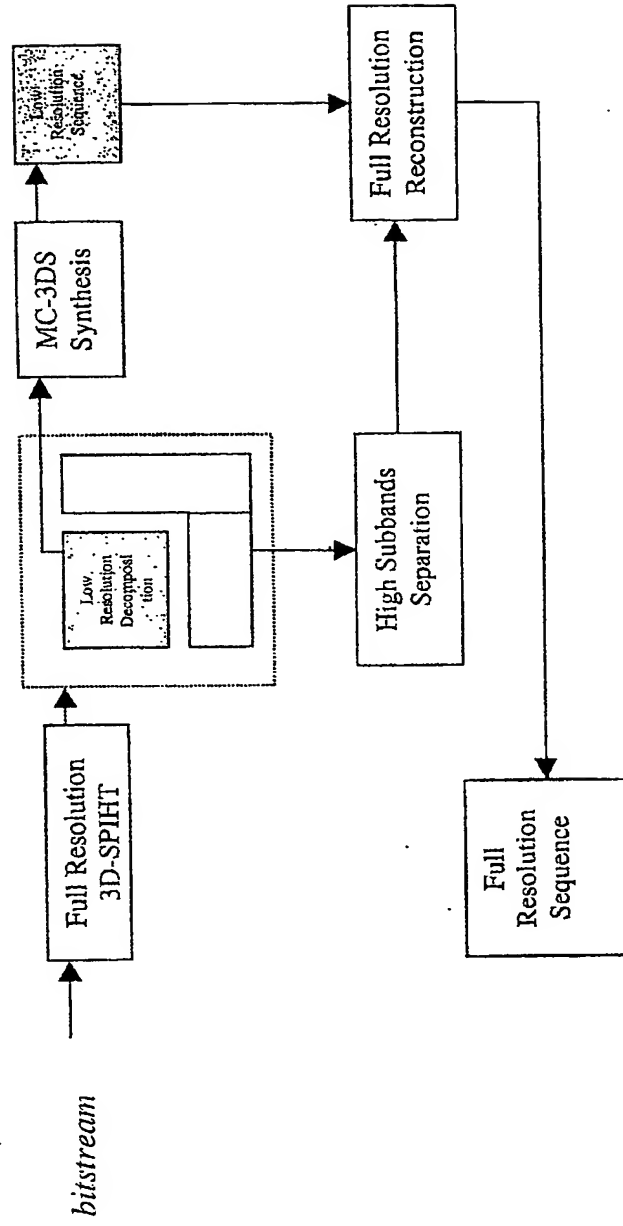 bitstream
Full Resolution
3D-SPIHT
Low
Resolution
Decomposi
tion
MC-3DS
Synthesis
Low
Resolution
Sequence
High Subbands
Separation
Full Resolution
Reconstruction
Full
Resolution
Sequence